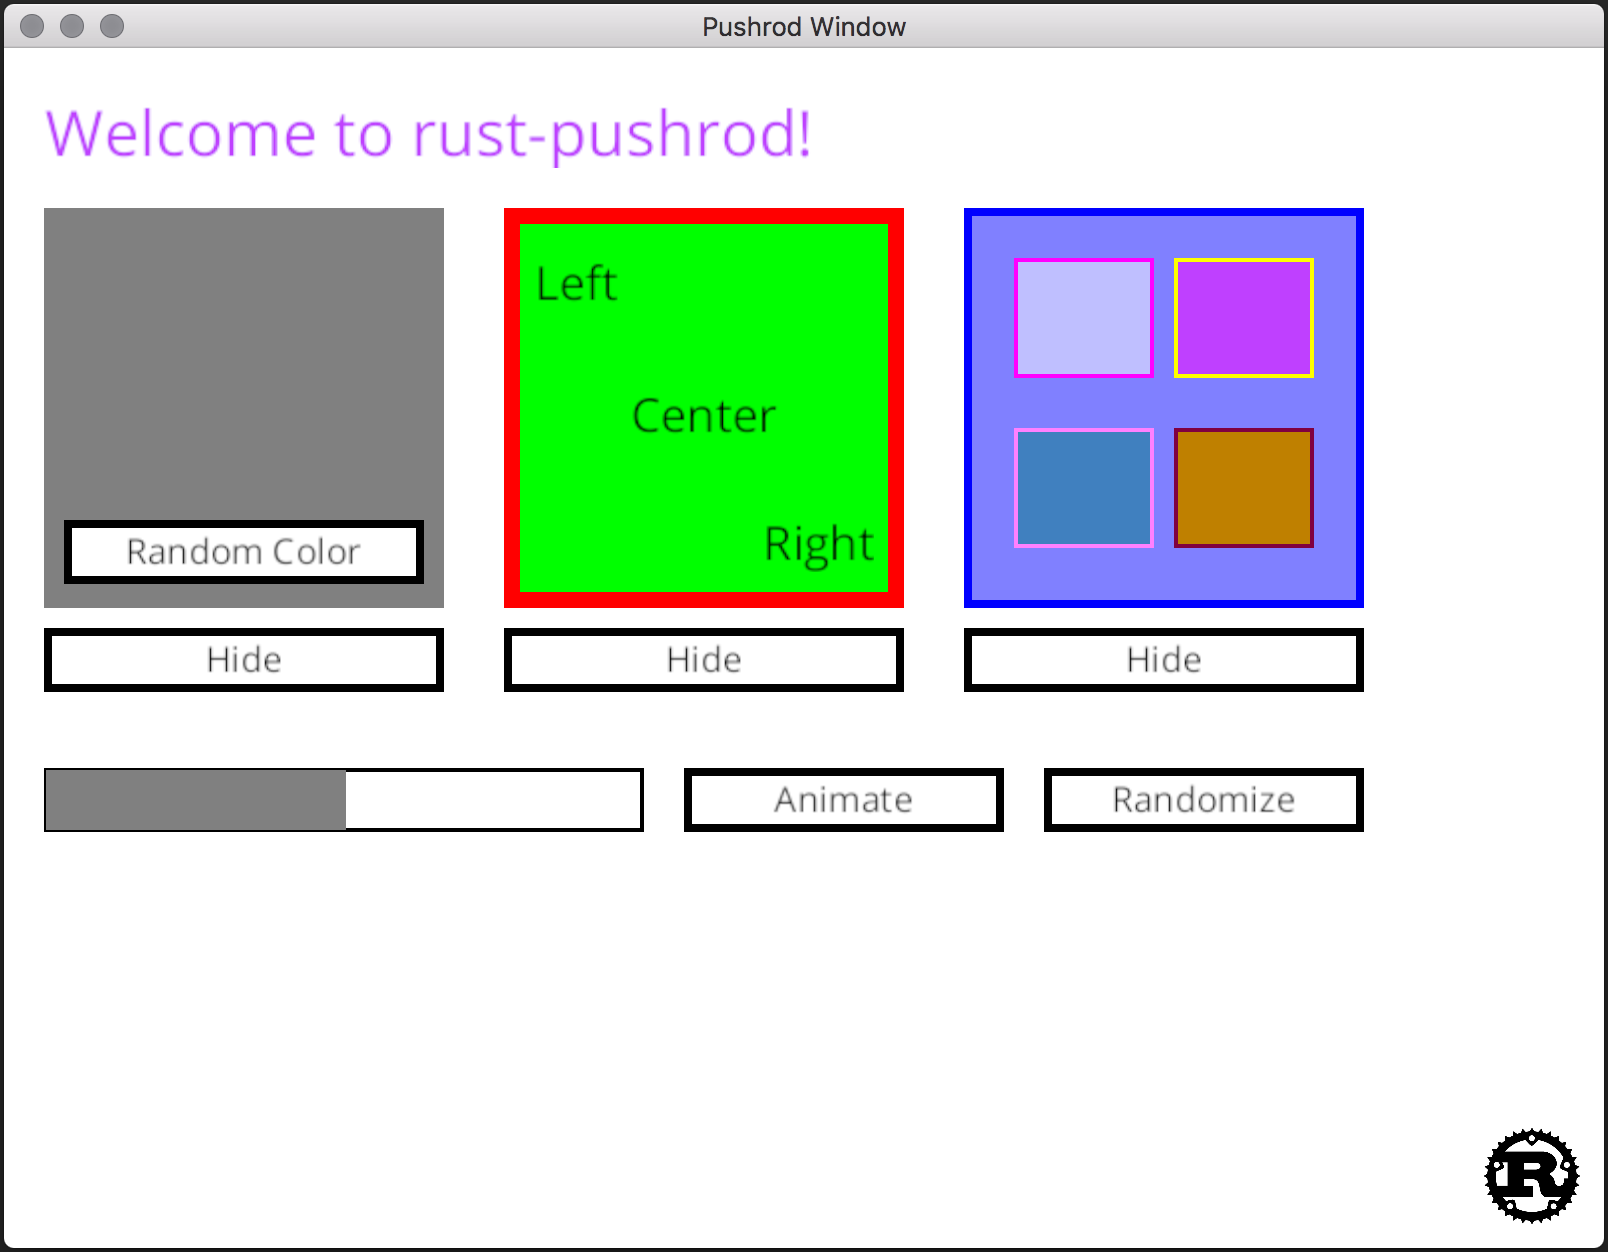 Pushrod Window
Welcome to rust-pushrod!
Left
Center
Right
Random Color
Hide
Hide
Hide
Animate
Randomize
R